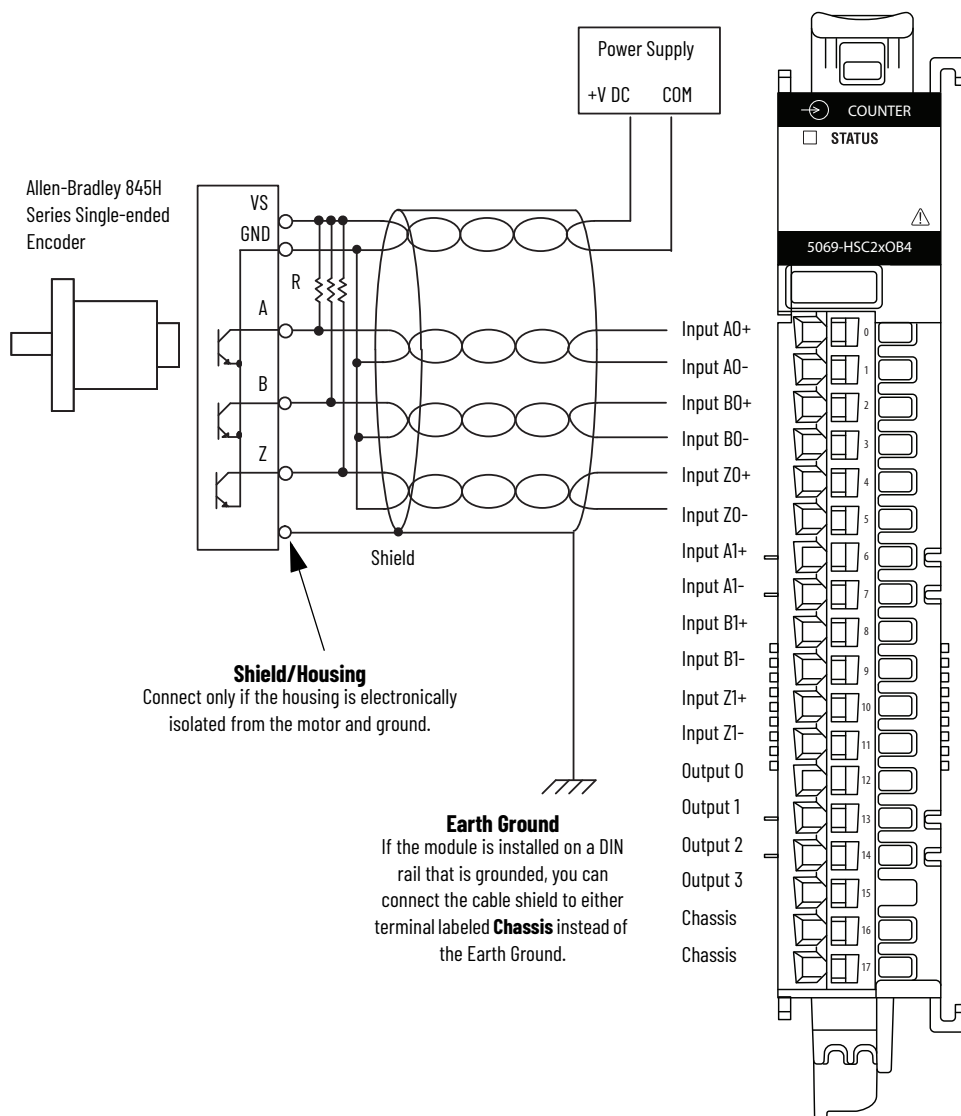 Power Supply
+V DC COM
COUNTER
STATUS
5069-HSC2xOB4
Allen-Bradley 845H
Series Single-ended
Encoder
VS
GND
R
A
B
Z
Shield
Shield/Housing
Connect only if the housing is electronically
isolated from the motor and ground.
Earth Ground
If the module is installed on a DIN
rail that is grounded, you can
connect the cable shield to either
terminal labeled Chassis instead of
the Earth Ground.
Input A0+ 0
Input A0- 1
Input B0+ 2
Input B0- 3
Input Z0+ 4
Input Z0- 5
Input A1+ 6
Input A1- 7
Input B1+ 8
Input B1- 9
Input Z1+ 10
Input Z1- 11
Output 0 12
Output 1 13
Output 2 14
Output 3 15
Chassis 16
Chassis 17